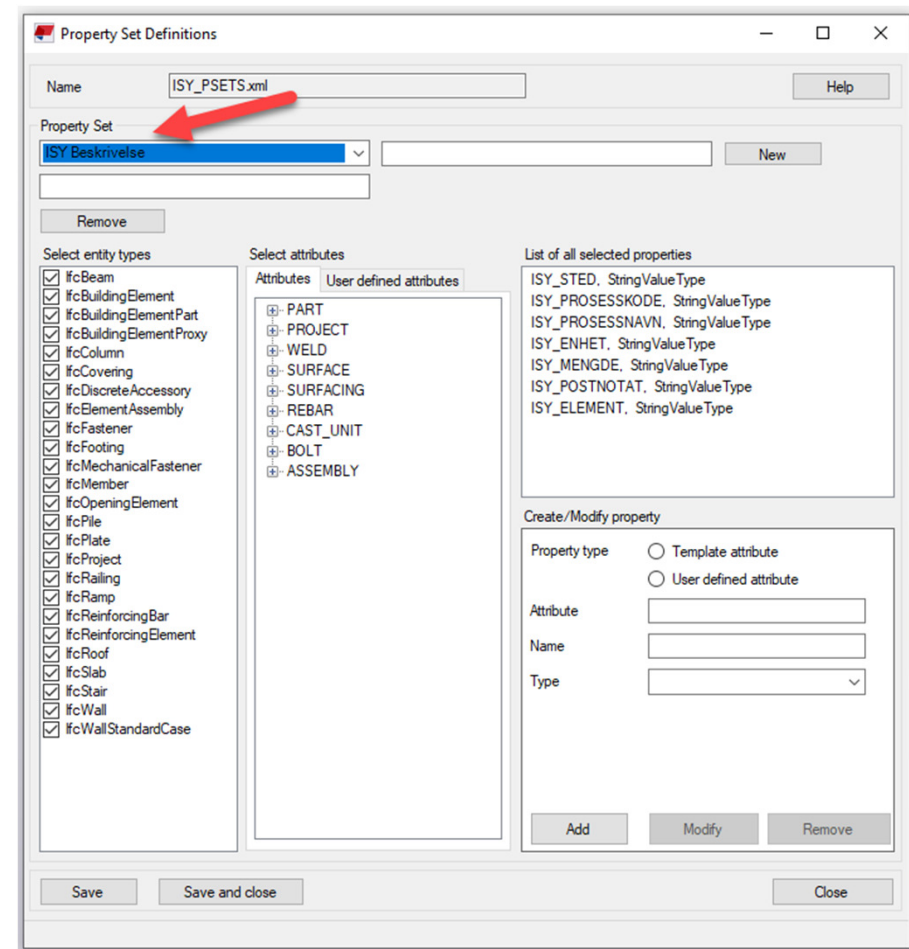 Property Set Definitions
Name ISY_PSETS.xml Help
Property Set
ISY Beskrivelse New
Remove
Select entity types
IfcBeam
IfcBuildingElement
IfcBuildingElementPart
IfcBuildingElementProxy
IfcColumn
IfcCovering
IfcDiscreteAccessory
IfcElementAssembly
IfcFastener
IfcFooting
IfcMechanicalFastener
IfcMember
IfcOpeningElement
IfcPile
IfcPlate
IfcProject
IfcRailing
IfcRamp
IfcReinforcingBar
IfcReinforcingElement
IfcRoof
IfcSlab
IfcStair
IfcWall
IfcWallStandardCase
Select attributes
Attributes User defined attributes
PART
PROJECT
WELD
SURFACE
SURFACING
REBAR
CAST_UNIT
BOLT
ASSEMBLY
List of all selected properties
ISY_STED, StringValueType
ISY_PROSESSKODE, StringValueType
ISY_PROSESSNAVN, StringValueType
ISY_ENHET, StringValueType
ISY_MENGDE, StringValueType
ISY_POSTNOTAT, StringValueType
ISY_ELEMENT, StringValueType
Create/Modify property
Property type Template attribute
User defined attribute
Attribute
Name
Type
Add Modify Remove
Save Save and close Close